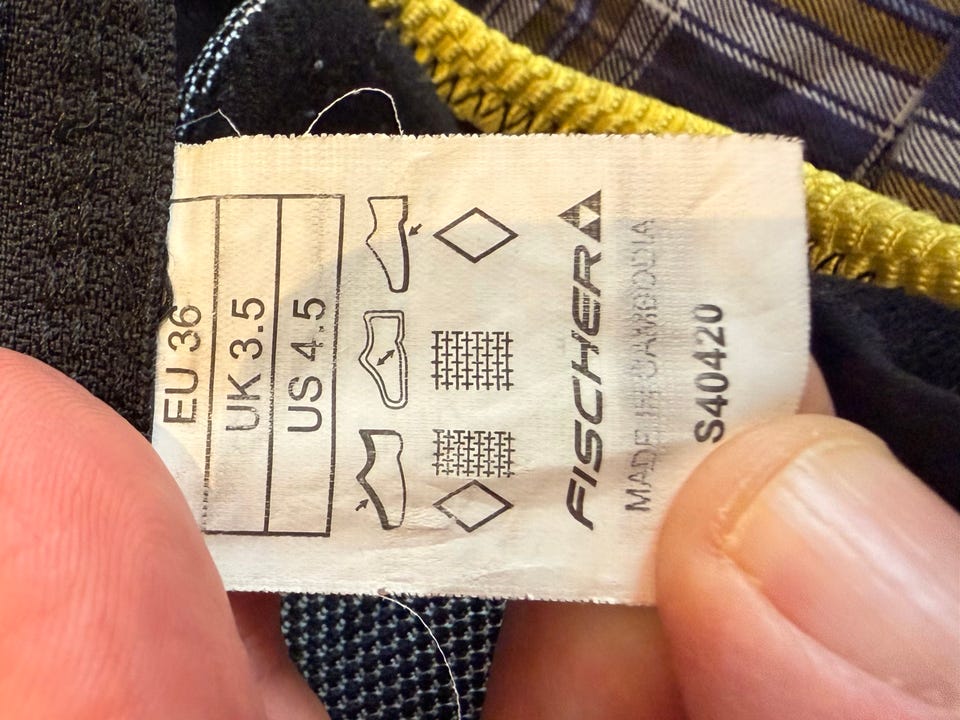 EU 36
UK 3.5
US 4.5
FISCHER
MADE IN CAMBODIA
S40420